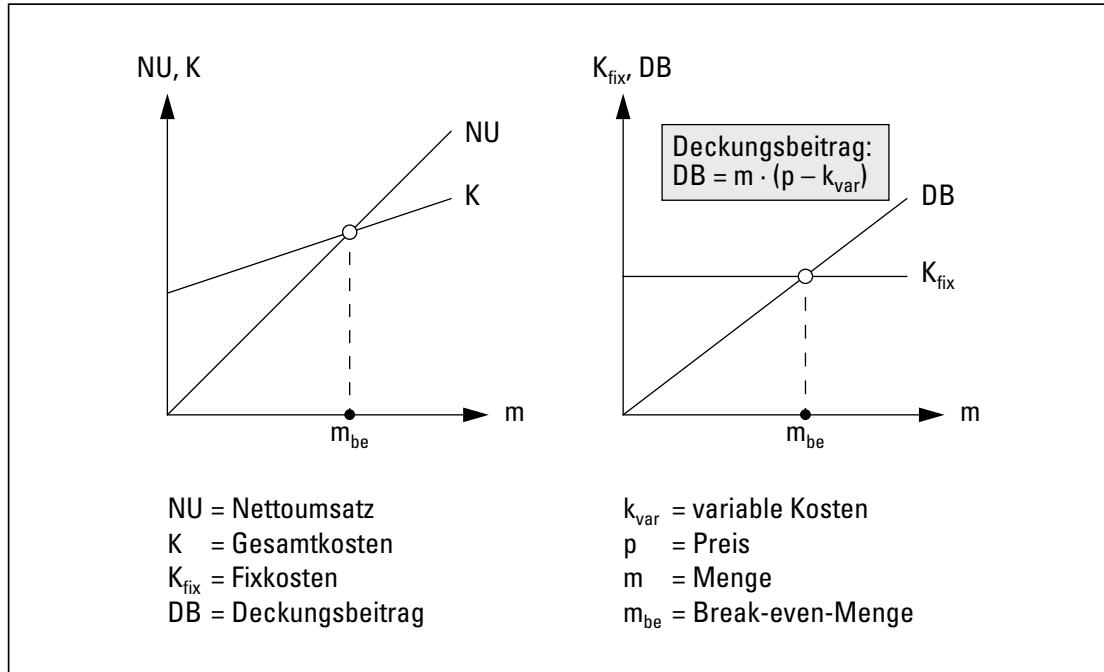 NU, K
NU
K
m
m_be
K_fix, DB
Deckungsbeitrag:
DB = m · (p – k_var)
DB
K_fix
m
m_be
NU = Nettoumsatz
K = Gesamtkosten
K_fix = Fixkosten
DB = Deckungsbeitrag
k_var = variable Kosten
p = Preis
m = Menge
m_be = Break-even-Menge